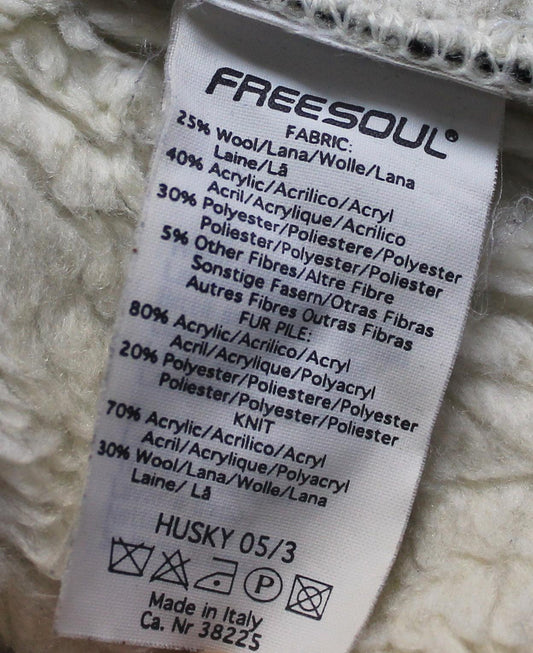 FREESOUL®
FABRIC:
25% Wool/Lana/Wolle/Lana
Laine/Lã
40% Acrylic/Acrilico/Acryl
Acril/Acrylique/Acrilico
30% Polyester/Poliestere/Polyester
Poliester/Polyester/Poliester
5% Other Fibres/Altre Fibre
Sonstige Fasern/Otras Fibras
Autres Fibres Outras Fibras
FUR PILE:
80% Acrylic/Acrilico/Acryl
Acril/Acrylique/Polyacryl
20% Polyester/Poliestere/Polyester
Poliester/Polyester/Poliester
KNIT
70% Acrylic/Acrilico/Acryl
Acril/Acrylique/Polyacryl
30% Wool/Lana/Wolle/Lana
Laine/ Lã
HUSKY 05/3
P
Made in Italy
Ca. Nr 38225